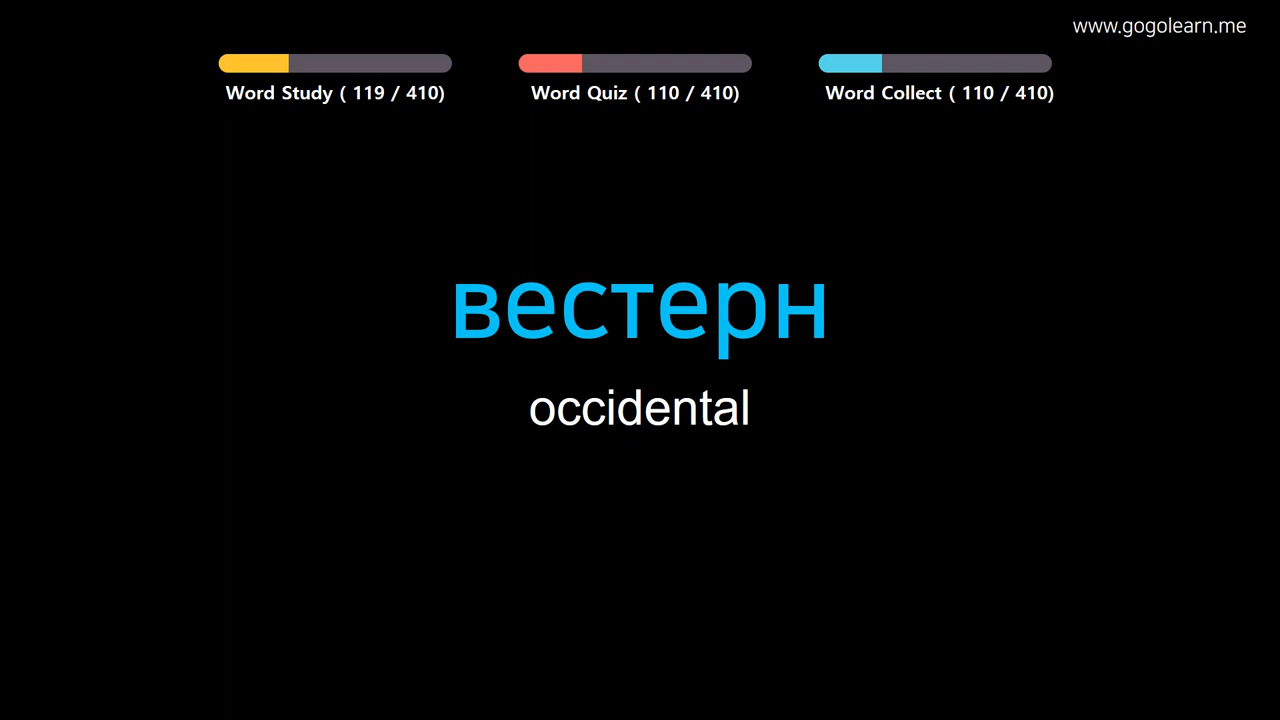 www.gogolearn.me
Word Study ( 119 / 410)
Word Quiz ( 110 / 410)
Word Collect ( 110 / 410)
вестерн
occidental